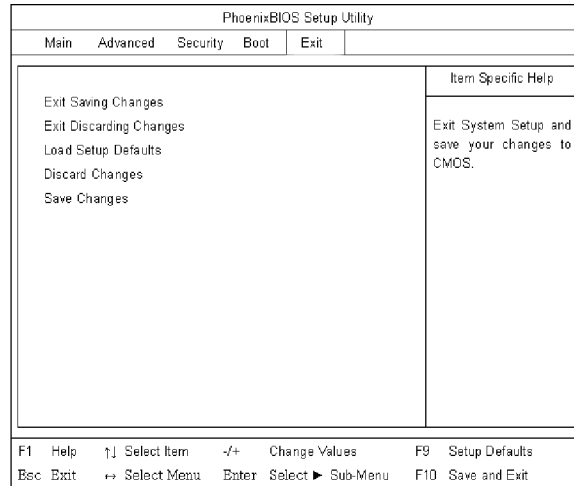 PhoenixBIOS Setup Utility
Main Advanced Security Boot Exit
Item Specific Help
Exit Saving Changes
Exit Discarding Changes
Load Setup Defaults
Discard Changes
Save Changes
Exit System Setup and
save your changes to
CMOS.
F1 Help ↑↓ Select Item -/+ Change Values F9 Setup Defaults
Esc Exit ↔ Select Menu Enter Select ► Sub-Menu F10 Save and Exit